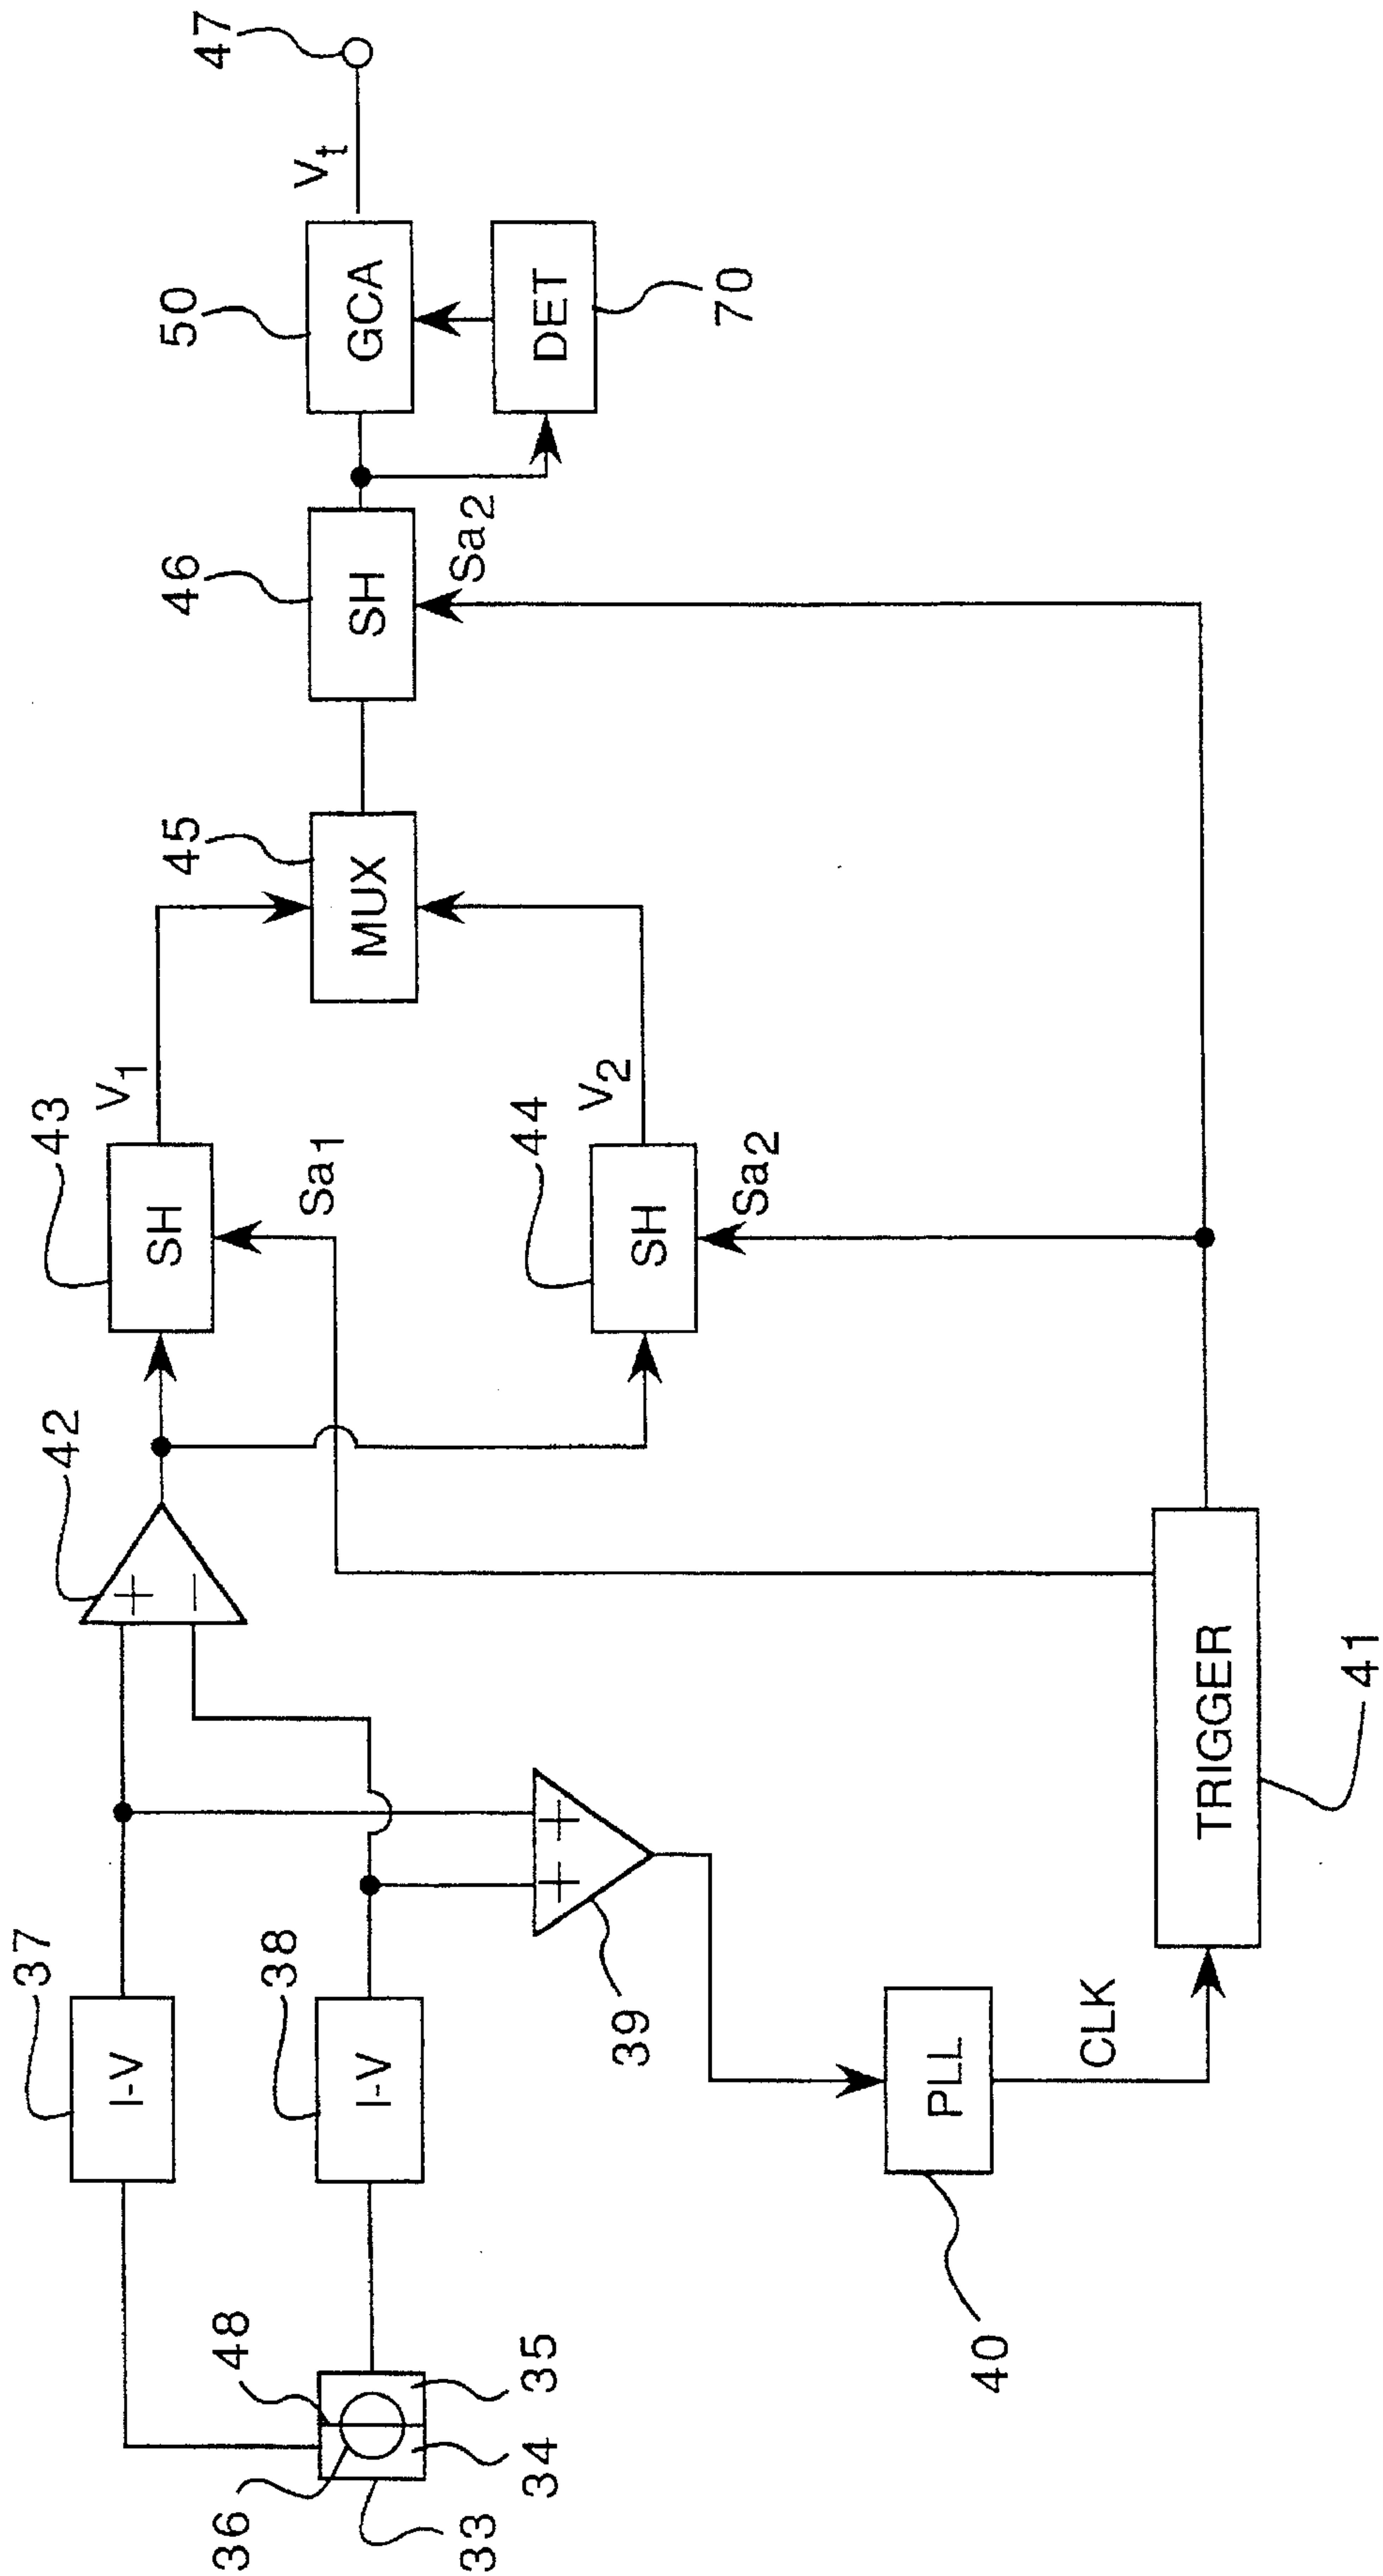 47
Vt
50
GCA
DET
70
46
SH
Sa2
45
MUX
43
V1
SH
Sa1
44
V2
SH
Sa2
42
+
−
37
I-V
38
I-V
+
+
39
PLL
40
CLK
TRIGGER
41
48
35
36
34
33